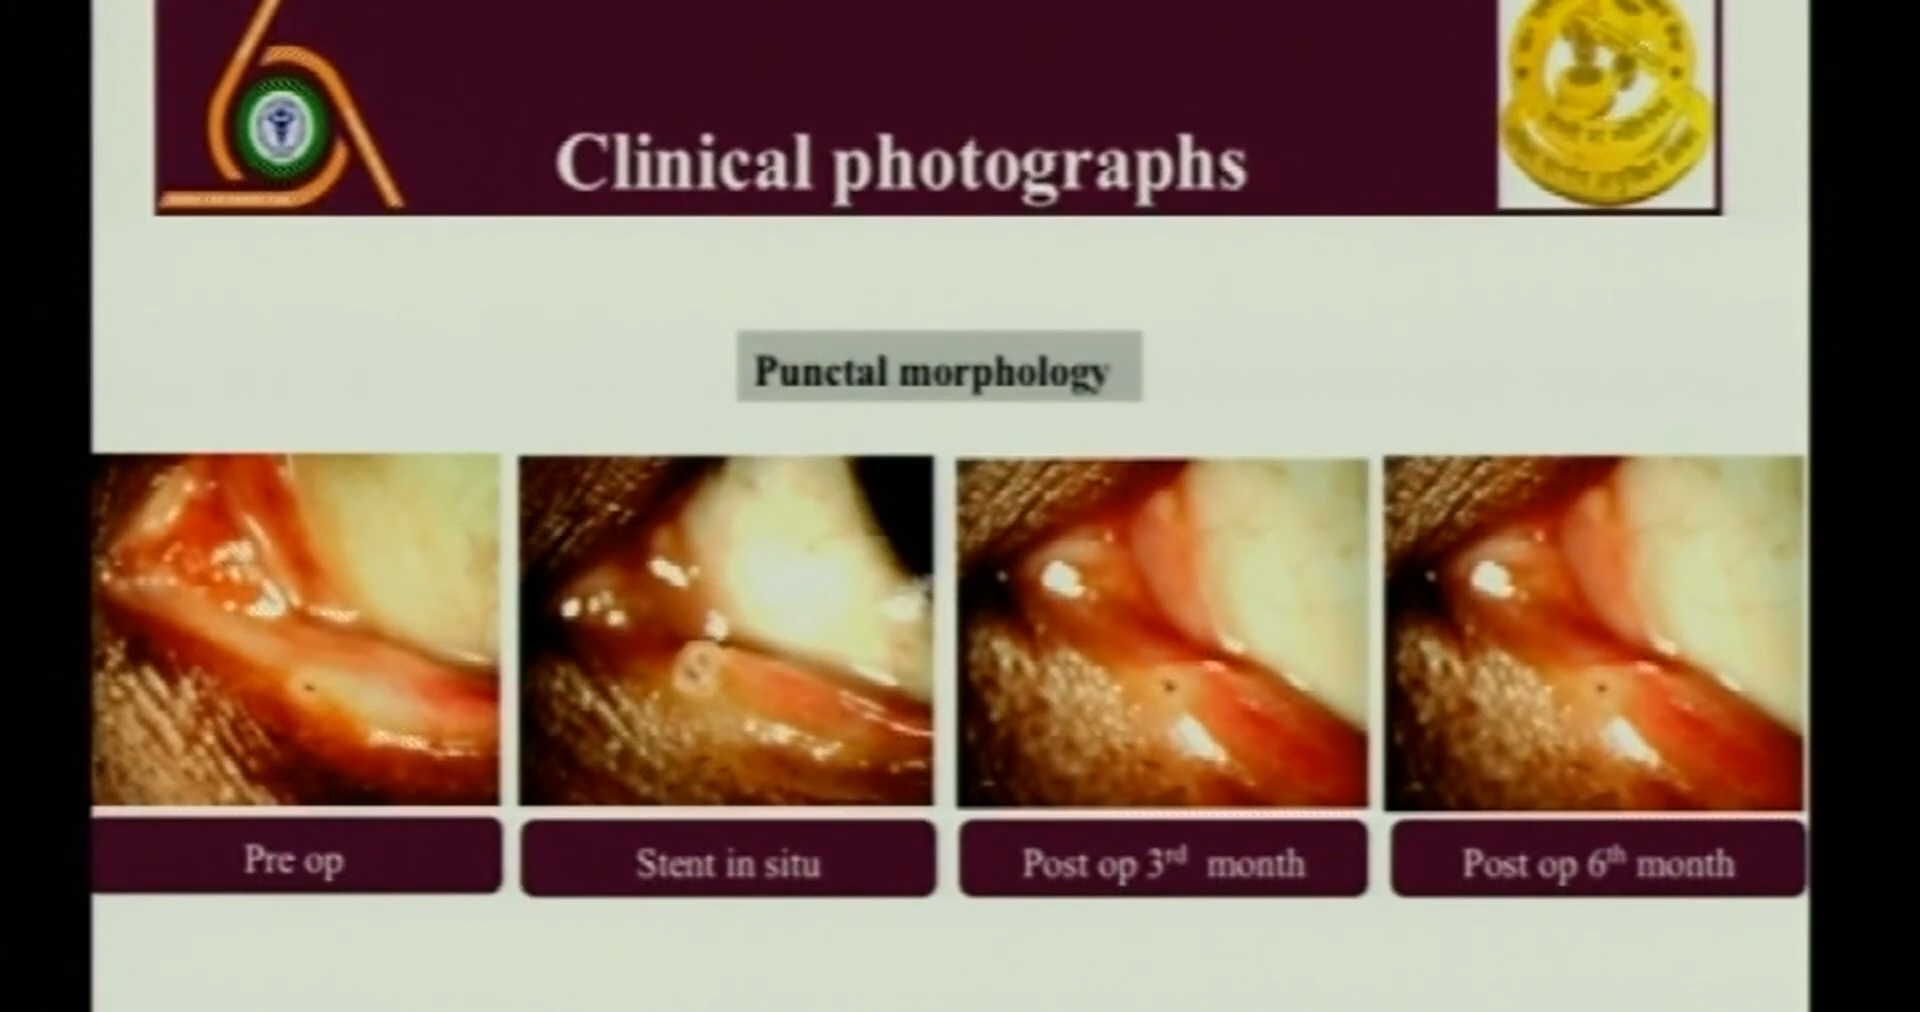 Clinical photographs
Punctal morphology
Pre op
Stent in situ
Post op 3rd month
Post op 6th month